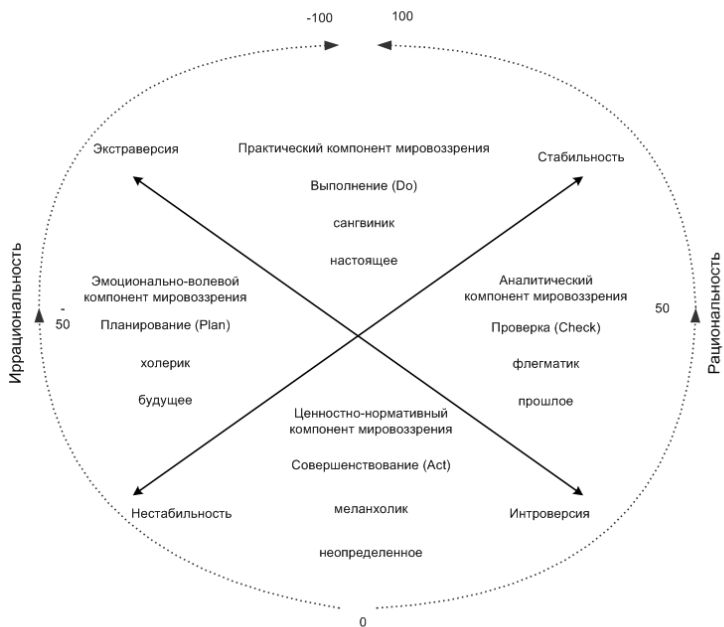 -100
100
Экстраверсия
Практический компонент мировоззрения
Стабильность
Выполнение (Do)
сангвиник
настоящее
Иррациональность
Эмоционально-волевой
компонент мировоззрения
-
50
Планирование (Plan)
холерик
будущее
Аналитический
компонент мировоззрения
50
Проверка (Check)
флегматик
прошлое
Рациональность
Ценностно-нормативный
компонент мировоззрения
Совершенствование (Act)
Нестабильность
меланхолик
Интроверсия
неопределенное
0